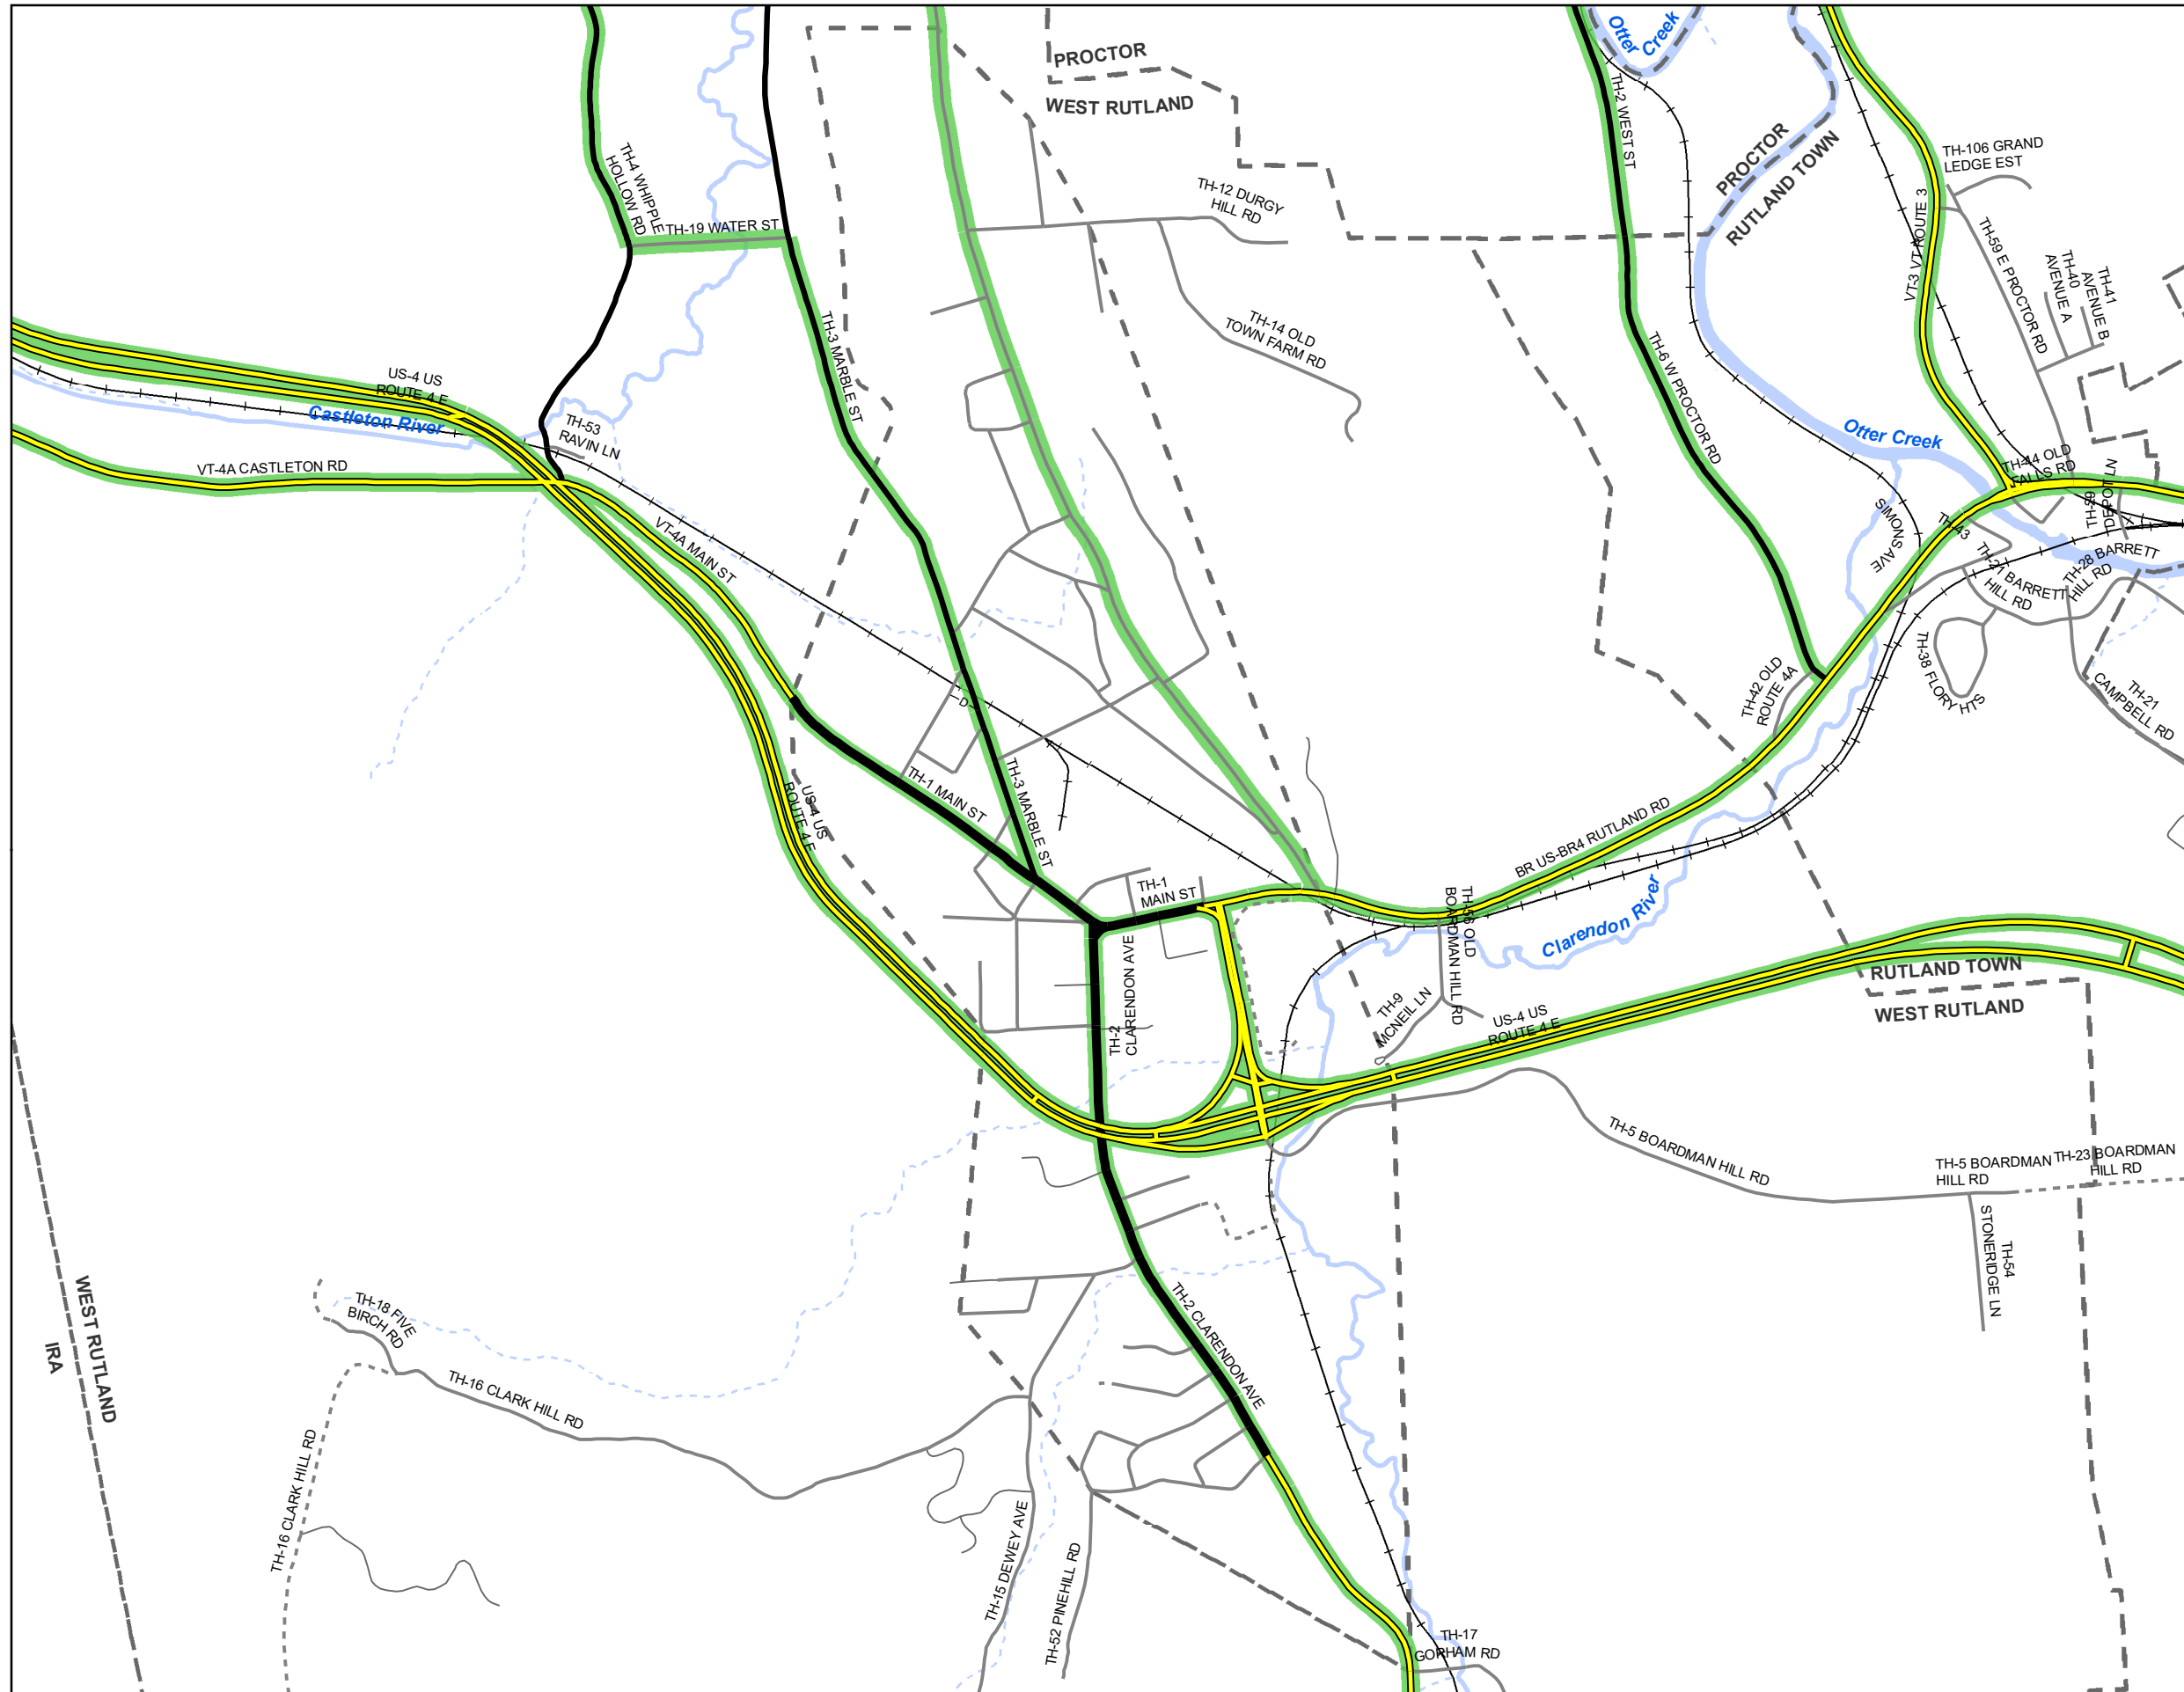 Otter
Creek
PROCTOR
WEST RUTLAND
TH-2 WEST ST
PROCTOR
RUTLAND TOWN
TH-106 GRAND
LEDGE EST
TH-4 WHIPPLE
HOLLOW RD
TH-19 WATER ST
TH-12 DURGY
HILL RD
VT-3 VT ROUTE 3
TH-59 E PROCTOR RD
TH-40
AVENUE A
TH-41
AVENUE B
TH-3 MARBLE ST
TH-14 OLD
TOWN FARM RD
TH-6 W PROCTOR RD
US-4 US
ROUTE 4 E
Castleton River
TH-53
RAVIN LN
VT-4A CASTLETON RD
Otter Creek
TH-44 OLD
FALLS RD
TH-69
DEPOT LN
SIMONS AVE
TH-43
VT-4A MAIN ST
TH-21 BARRETT
HILL RD
TH-28 BARRETT
HILL RD
TH-38 FLORY HTS
TH-42 OLD
ROUTE 4A
TH-21
CAMPBELL RD
D
US-4 US
ROUTE 4 E
TH-1 MAIN ST
TH-3 MARBLE ST
BR US-BR4 RUTLAND RD
TH-1
MAIN ST
TH-56 OLD
BOARDMAN HILL RD
Clarendon River
TH-2
CLARENDON AVE
TH-9
MCNEIL LN
US-4 US
ROUTE 4 E
RUTLAND TOWN
WEST RUTLAND
TH-5 BOARDMAN HILL RD
TH-5 BOARDMAN
HILL RD
TH-23 BOARDMAN
HILL RD
TH-54
STONERIDGE LN
WEST RUTLAND
IRA
TH-18 FIVE
BIRCH RD
TH-2 CLARENDON AVE
TH-16 CLARK HILL RD
TH-16 CLARK HILL RD
TH-15 DEWEY AVE
TH-52 PINEHILL RD
TH-17
GORHAM RD